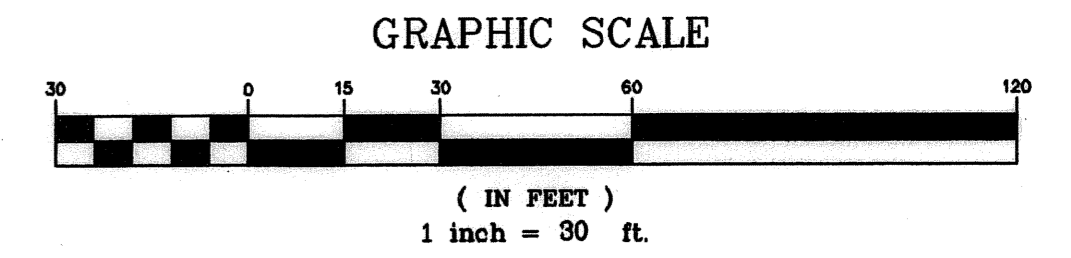 GRAPHIC SCALE
30 0 15 30 60 120
( IN FEET )
1 inch = 30 ft.